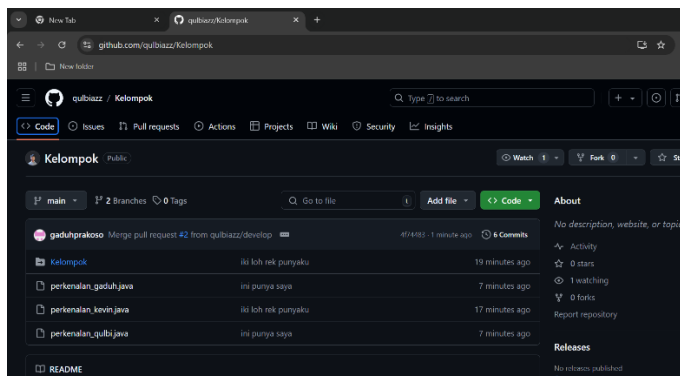 New Tab
qulbiazz/Kelompok
github.com/qulbiazz/Kelompok
New folder
qulbiazz / Kelompok
Type / to search
Code
Issues
Pull requests
Actions
Projects
Wiki
Security
Insights
Kelompok
Public
Watch 1
Fork 0
main
2 Branches
0 Tags
Go to file
t
Add file
Code
gaduhprakoso Merge pull request #2 from qulbiazz/develop
4f74483 · 1 minute ago
6 Commits
Kelompok
iki loh rek punyaku
19 minutes ago
perkenalan_gaduh.java
ini punya saya
7 minutes ago
perkenalan_kevin.java
iki loh rek punyaku
17 minutes ago
perkenalan_qulbi.java
ini punya saya
7 minutes ago
README
About
No description, website, or topic
Activity
0 stars
1 watching
0 forks
Report repository
Releases
No releases published